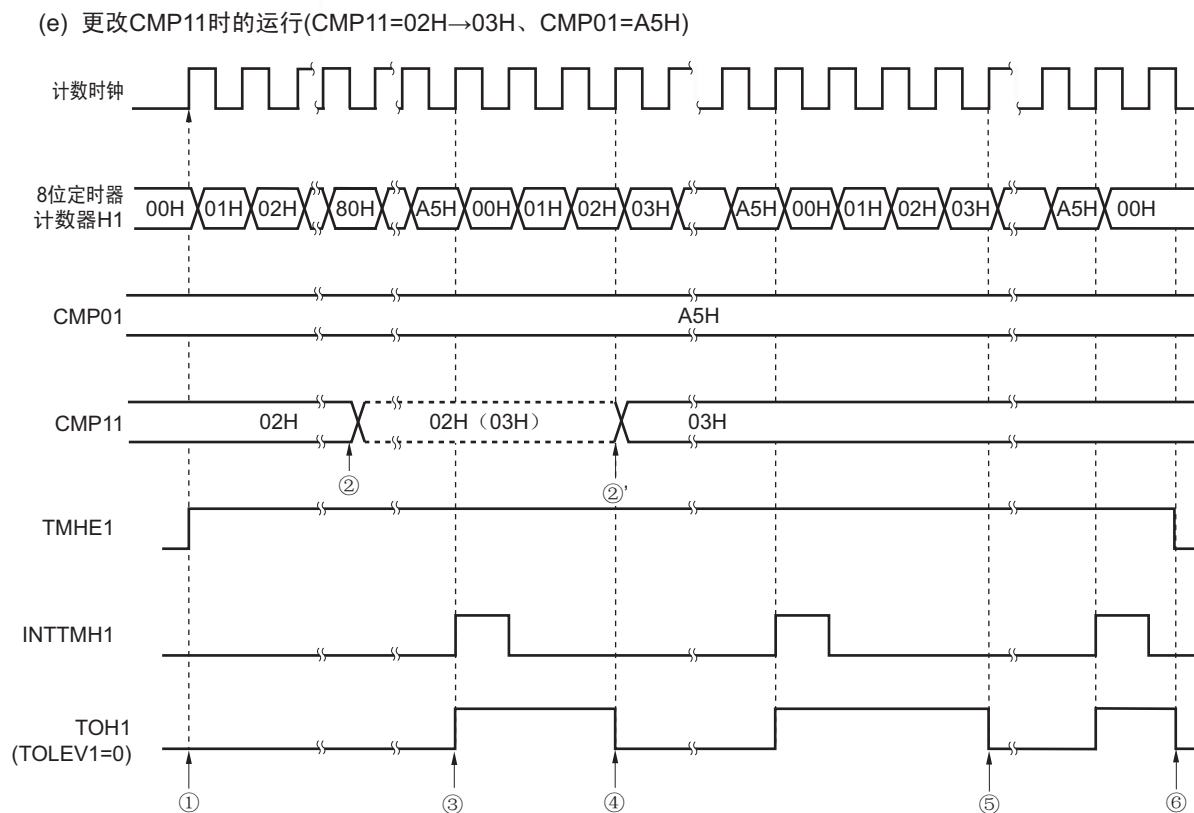 (e) 更改CMP11时的运行(CMP11=02H→03H、CMP01=A5H)
计数时钟
8位定时器
计数器H1
00H 01H 02H 80H A5H 00H 01H 02H 03H A5H 00H 01H 02H 03H A5H 00H
CMP01
A5H
CMP11
02H 02H（03H） 03H
② ②’
TMHE1
INTTMH1
TOH1
(TOLEV1=0)
① ③ ④ ⑤ ⑥